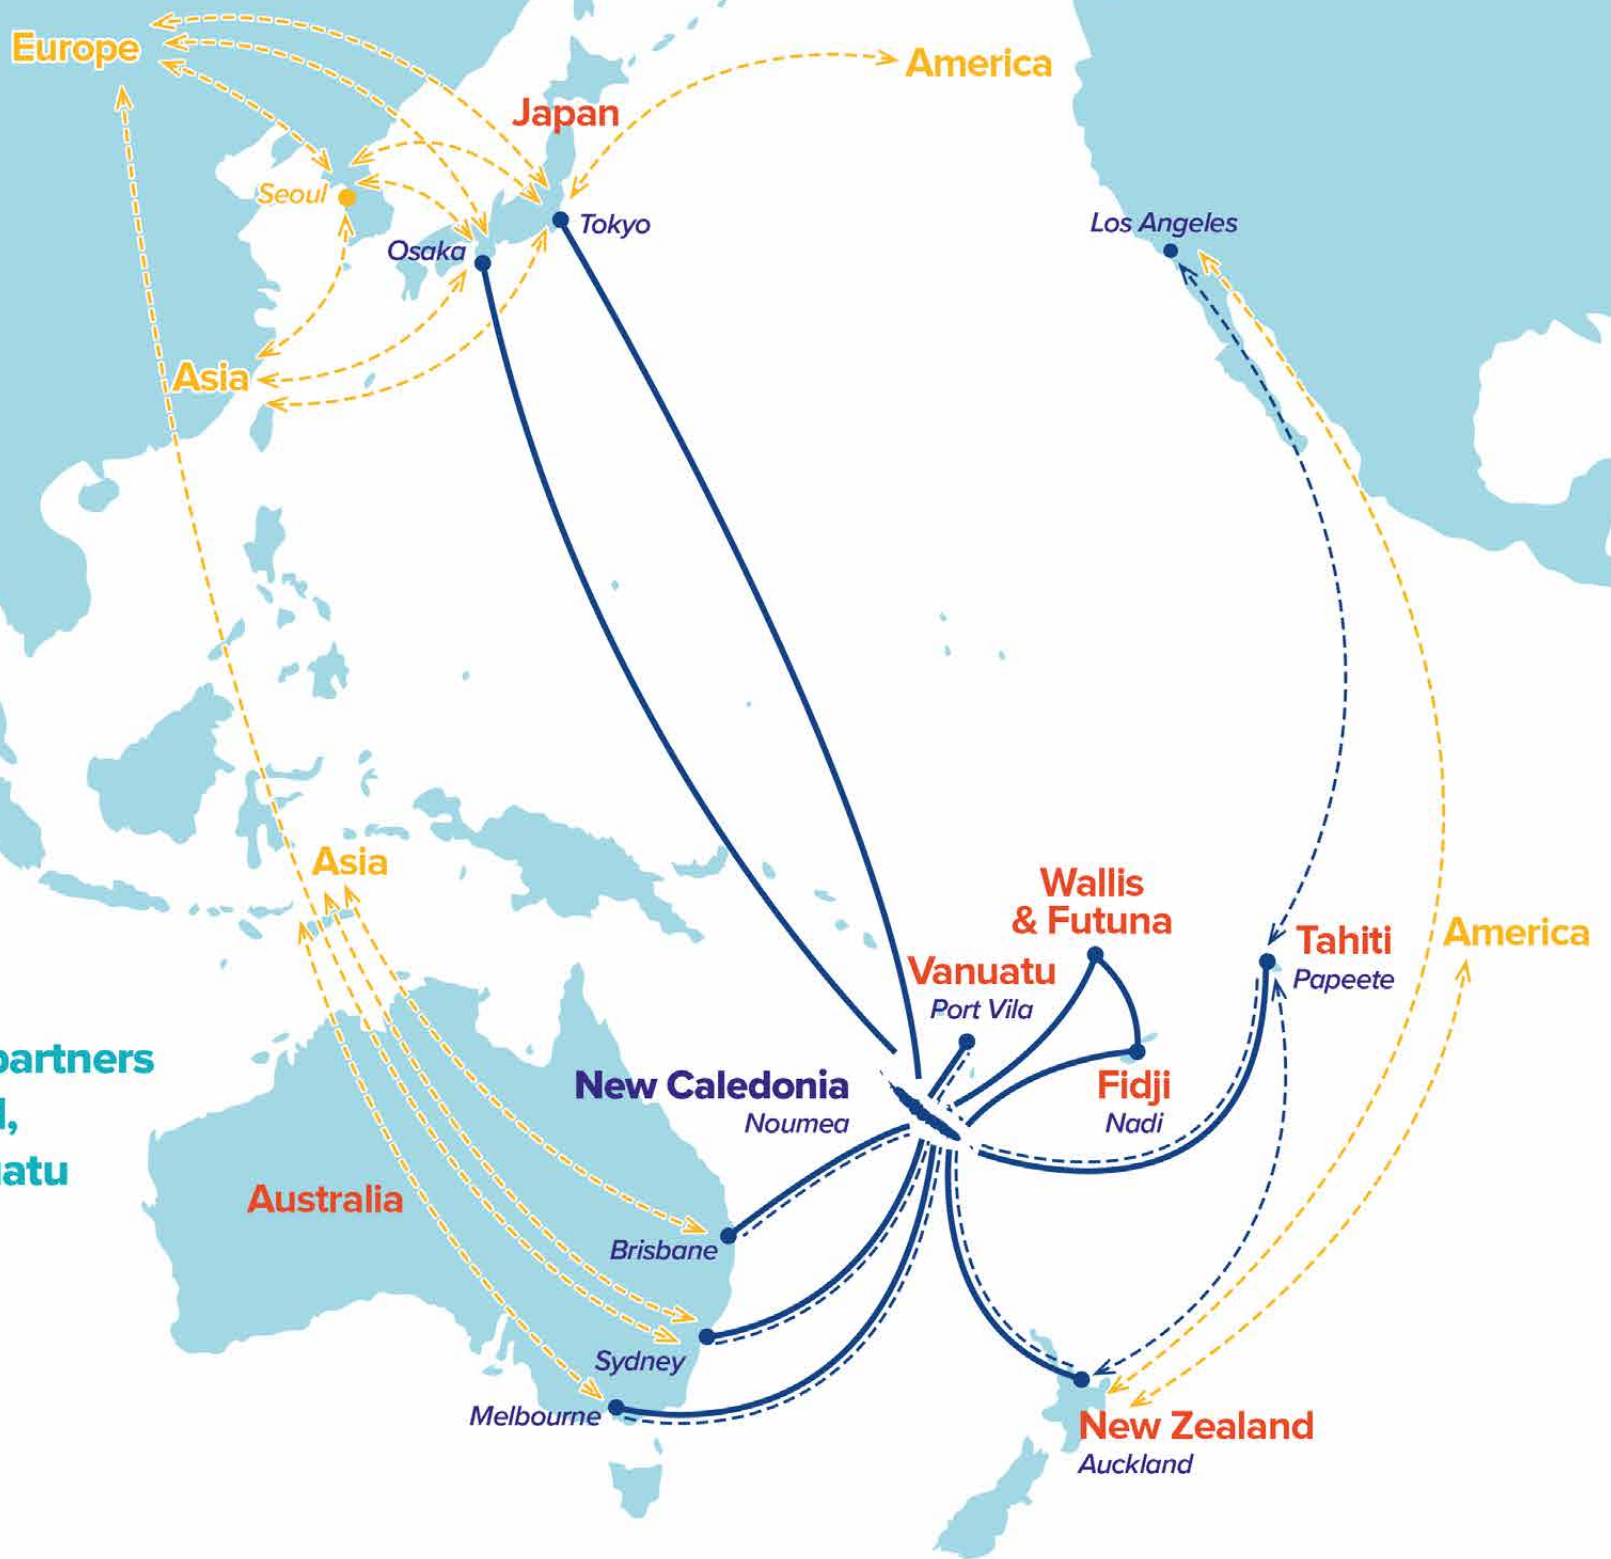 Europe
America
Japan
Seoul
Tokyo
Los Angeles
Osaka
Asia
Asia
Wallis
& Futuna
Vanuatu
Port Vila
Tahiti
Papeete
America
partners
New Caledonia
Noumea
Fidji
Nadi
Australia
Brisbane
Sydney
Melbourne
New Zealand
Auckland